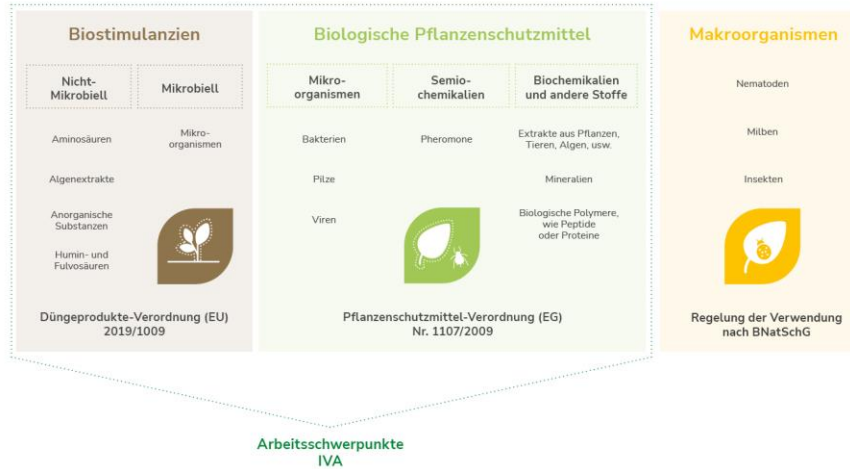 Biostimulanzien
Nicht-
Mikrobiell
Mikrobiell
Aminosäuren
Mikro-
organismen
Algenextrakte
Anorganische
Substanzen
Humin- und
Fulvosäuren
Düngeprodukte-Verordnung (EU)
2019/1009
Biologische Pflanzenschutzmittel
Mikro-
organismen
Semio-
chemikalien
Biochemikalien
und andere Stoffe
Bakterien
Pheromone
Extrakte aus Pflanzen,
Tieren, Algen, usw.
Pilze
Mineralien
Viren
Biologische Polymere,
wie Peptide
oder Proteine
Pflanzenschutzmittel-Verordnung (EG)
Nr. 1107/2009
Makroorganismen
Nematoden
Milben
Insekten
Regelung der Verwendung
nach BNatSchG
Arbeitsschwerpunkte
IVA